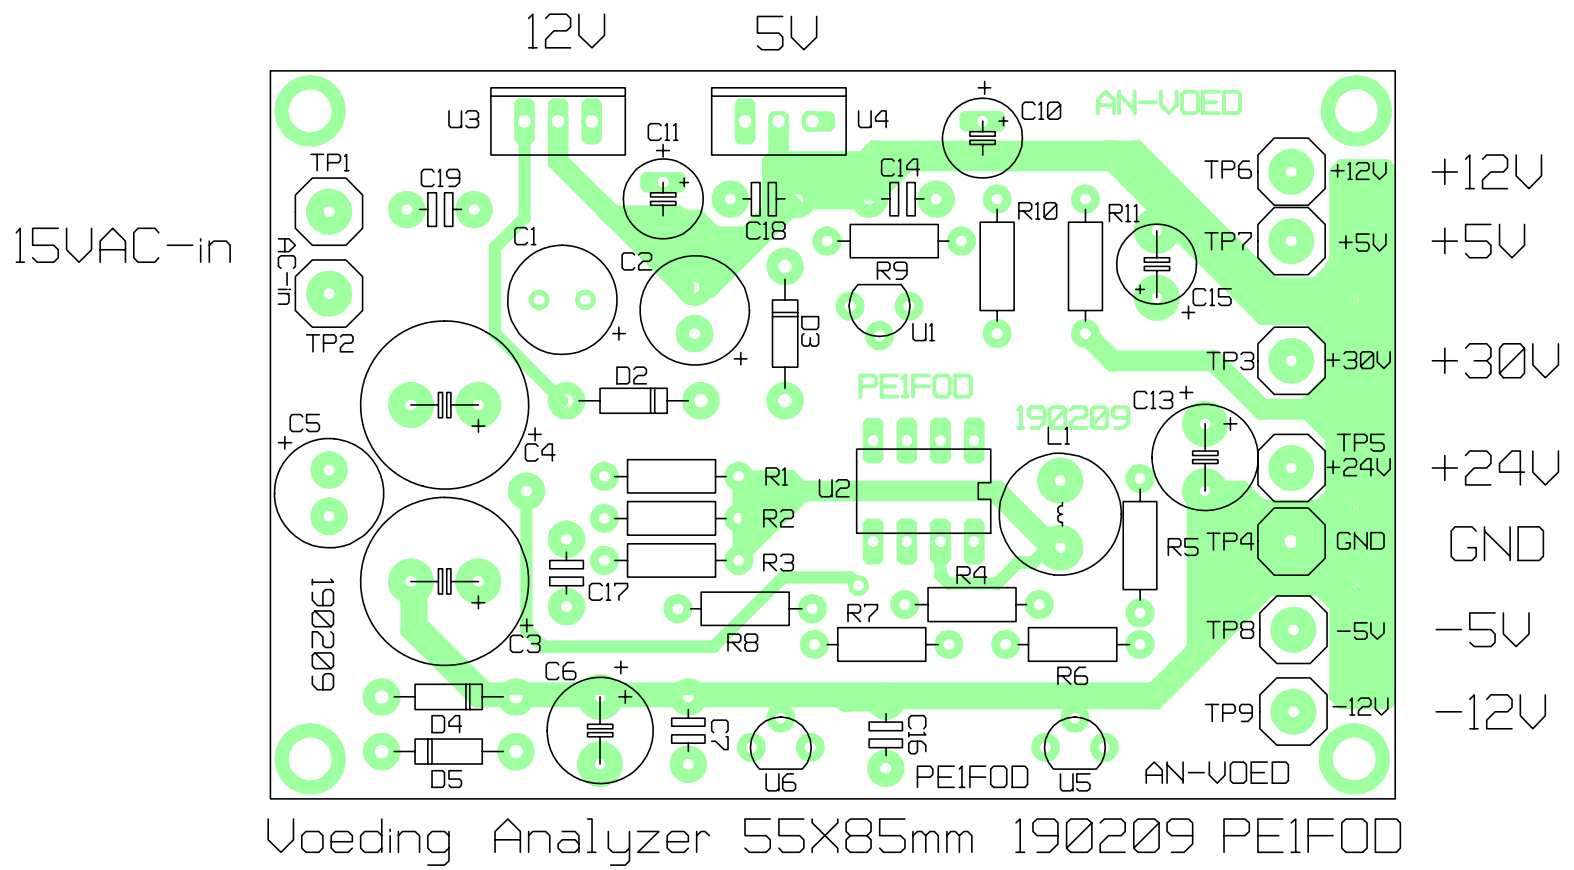 12V 5V
AN-VOED
U3 U4 C10
C11
TP1
C19 C14
TP6 +12V +12V
C18
R10 R11
15VAC-in
AC-in
C1 C2
TP7 +5V +5V
R9
C15
TP2
D3
U1
TP3 +30V +30V
D2
PE1FOD
190209
C13
L1
C5
C4
TP5
+24V +24V
R1
U2
R2
R5
TP4 GND GND
R3
R4
190209
C17
R7
R8
C3
TP8 -5V -5V
C6
R6
TP9 -12V -12V
D4
C7
C16
D5
U6
PE1FOD
U5
AN-VOED
Voeding Analyzer 55X85mm 190209 PE1FOD